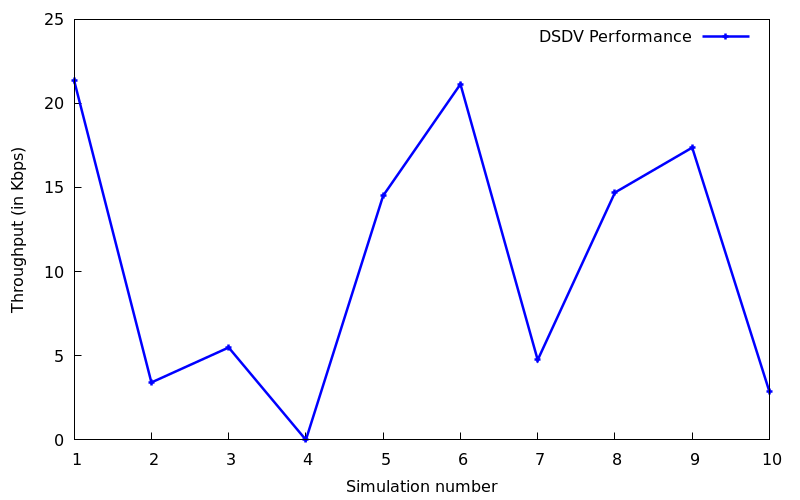 25
DSDV Performance
20
15
10
5
0
Throughput (in Kbps)
1 2 3 4 5 6 7 8 9 10
Simulation number